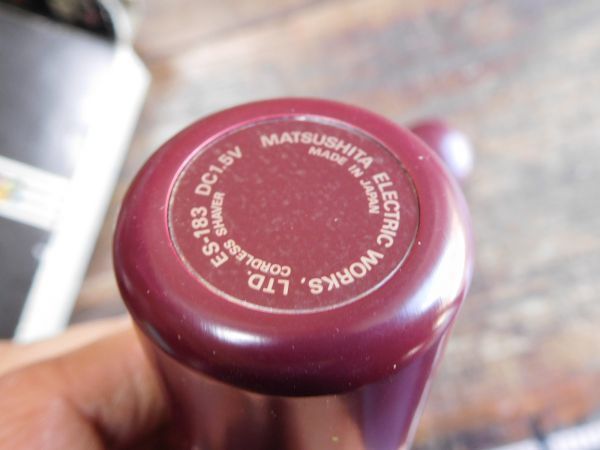 MATSUSHITA ELECTRIC WORKS, LTD.
ES-183 DC1.5V
MADE IN JAPAN
CORDLESS SHAVER